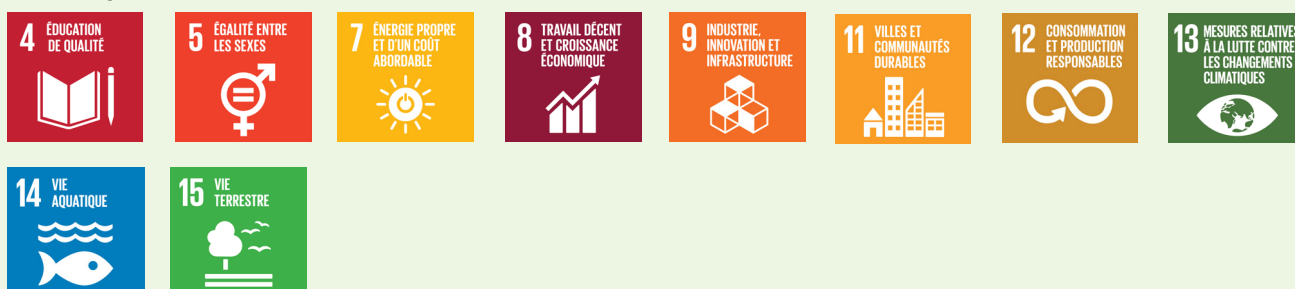 4 ÉDUCATION
DE QUALITÉ
5 ÉGALITÉ ENTRE
LES SEXES
7 ÉNERGIE PROPRE
ET D'UN COÛT
ABORDABLE
8 TRAVAIL DÉCENT
ET CROISSANCE
ÉCONOMIQUE
9 INDUSTRIE,
INNOVATION ET
INFRASTRUCTURE
11 VILLES ET
COMMUNAUTÉS
DURABLES
12 CONSOMMATION
ET PRODUCTION
RESPONSABLES
13 MESURES RELATIVES
À LA LUTTE CONTRE
LES CHANGEMENTS
CLIMATIQUES
14 VIE
AQUATIQUE
15 VIE
TERRESTRE